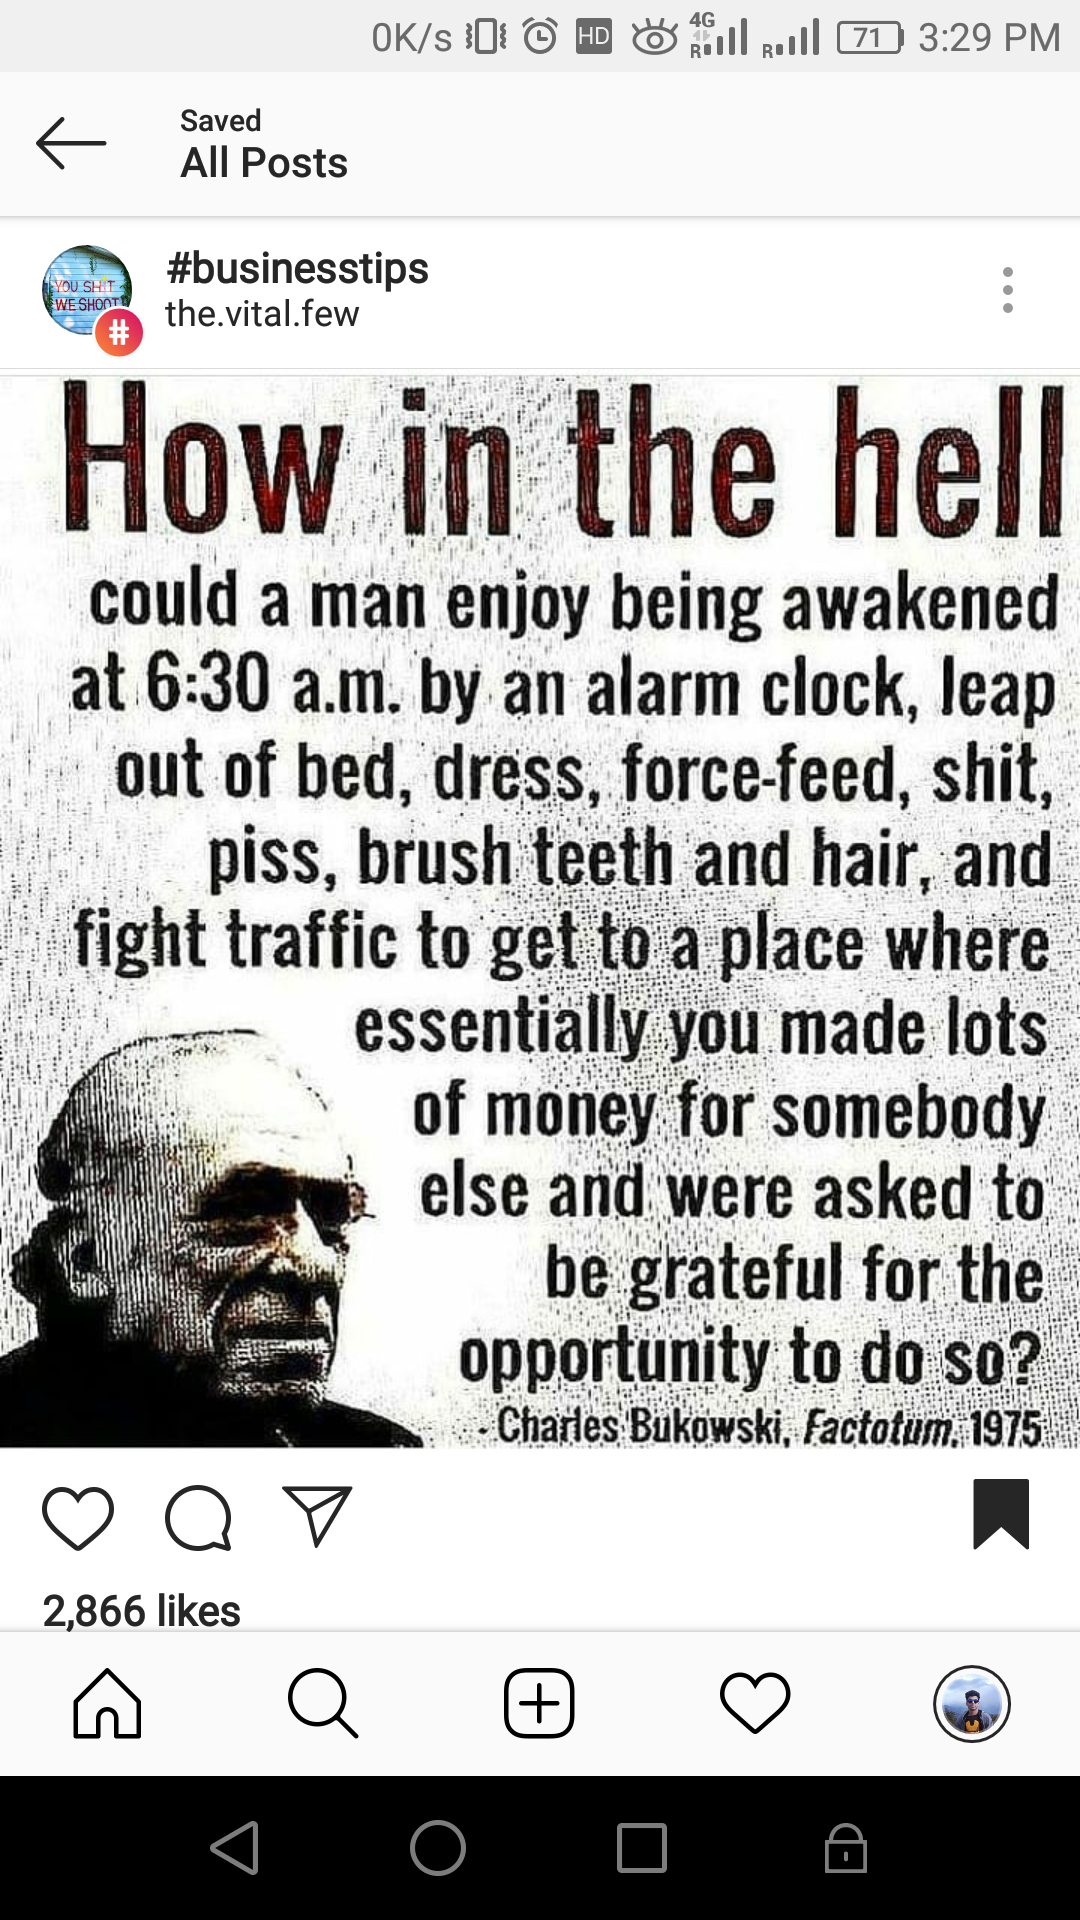 0K/s HD 4G R R 71 3:29 PM
Saved
All Posts
#businesstips
the.vital.few
YOU SHIT
WE SHOOT
#
How in the hell
could a man enjoy being awakened
at 6:30 a.m. by an alarm clock, leap
out of bed, dress, force-feed, shit,
piss, brush teeth and hair, and
fight traffic to get to a place where
essentially you made lots
of money for somebody
else and were asked to
be grateful for the
opportunity to do so?
- Charles Bukowski, Factotum, 1975
2,866 likes